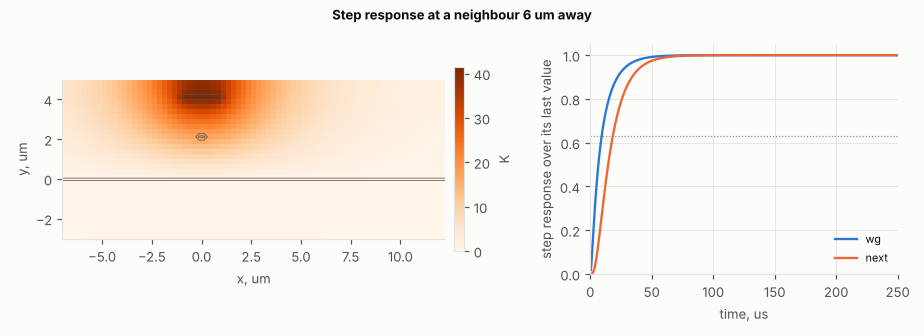 Step response at a neighbour 6 um away
y, um
4
2
0
−2
−5.0 −2.5 0.0 2.5 5.0 7.5 10.0
x, um
40
30
20
10
0
K
step response over its last value
1.0
0.8
0.6
0.4
0.2
0.0
wg
next
0 50 100 150 200 250
time, us